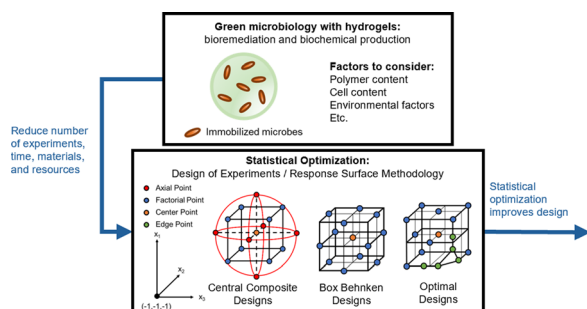 Green microbiology with hydrogels:
bioremediation and biochemical production
Factors to consider:
Polymer content
Cell content
Environmental factors
Etc.
Immobilized microbes
Reduce number
of experiments,
time, materials,
and resources
Statistical Optimization:
Design of Experiments / Response Surface Methodology
Axial Point
Factorial Point
Center Point
Edge Point
x₁
x₂
x₃
(-1,-1,-1)
Central Composite
Designs
Box Behnken
Designs
Optimal
Designs
Statistical
optimization
improves design